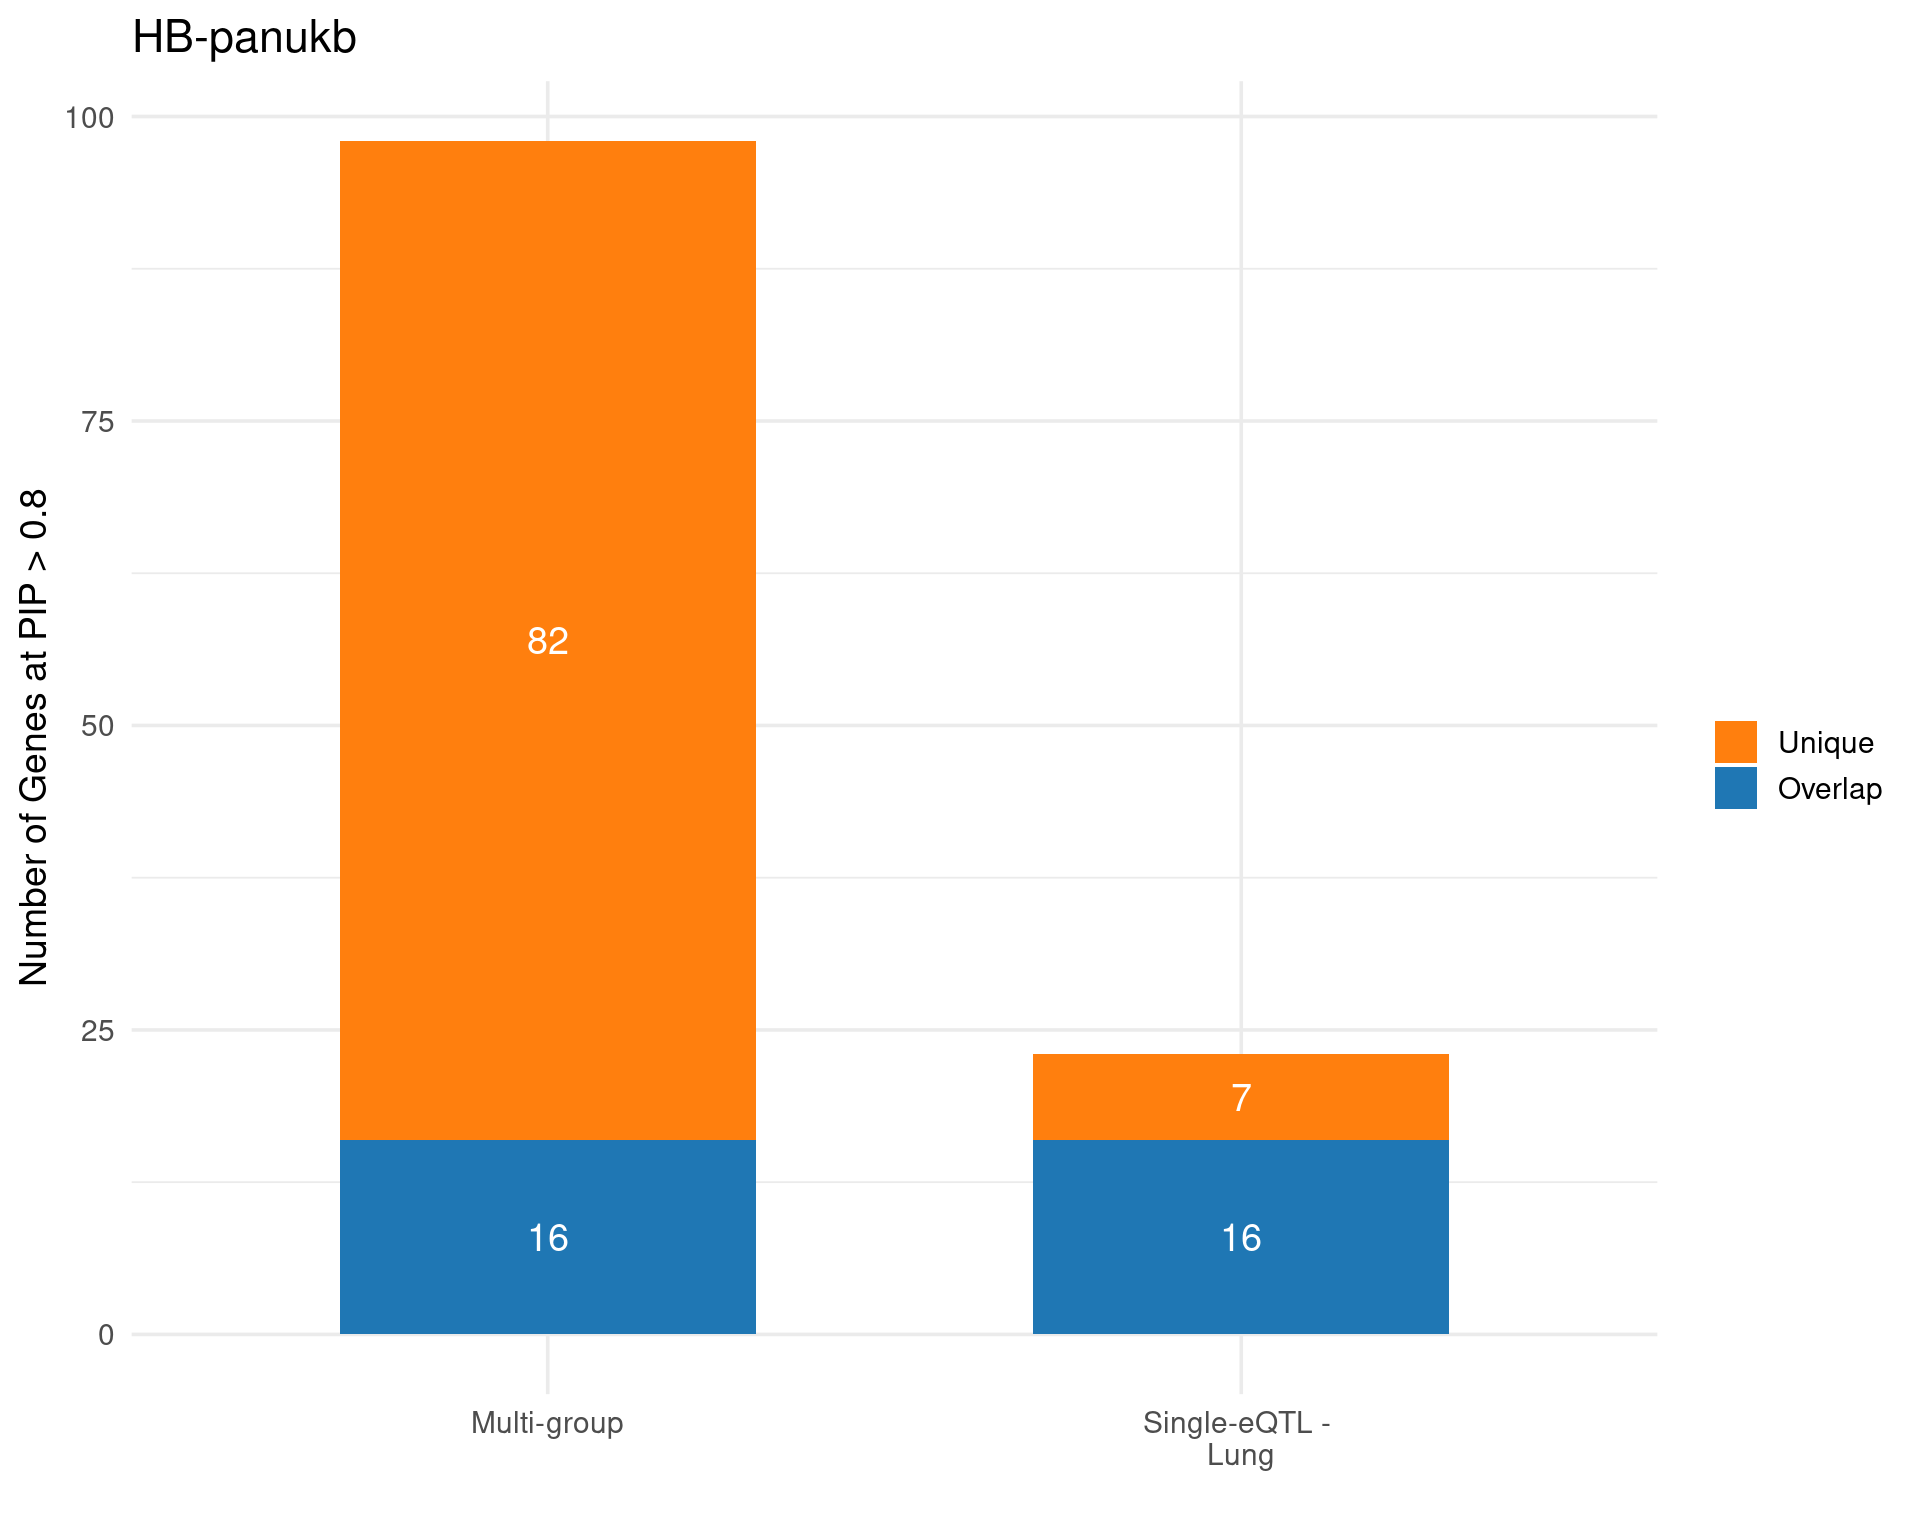 HB-panukb
Number of Genes at PIP > 0.8
100
75
50
25
0
82
16
7
16
Multi-group
Single-eQTL -
Lung
Unique
Overlap